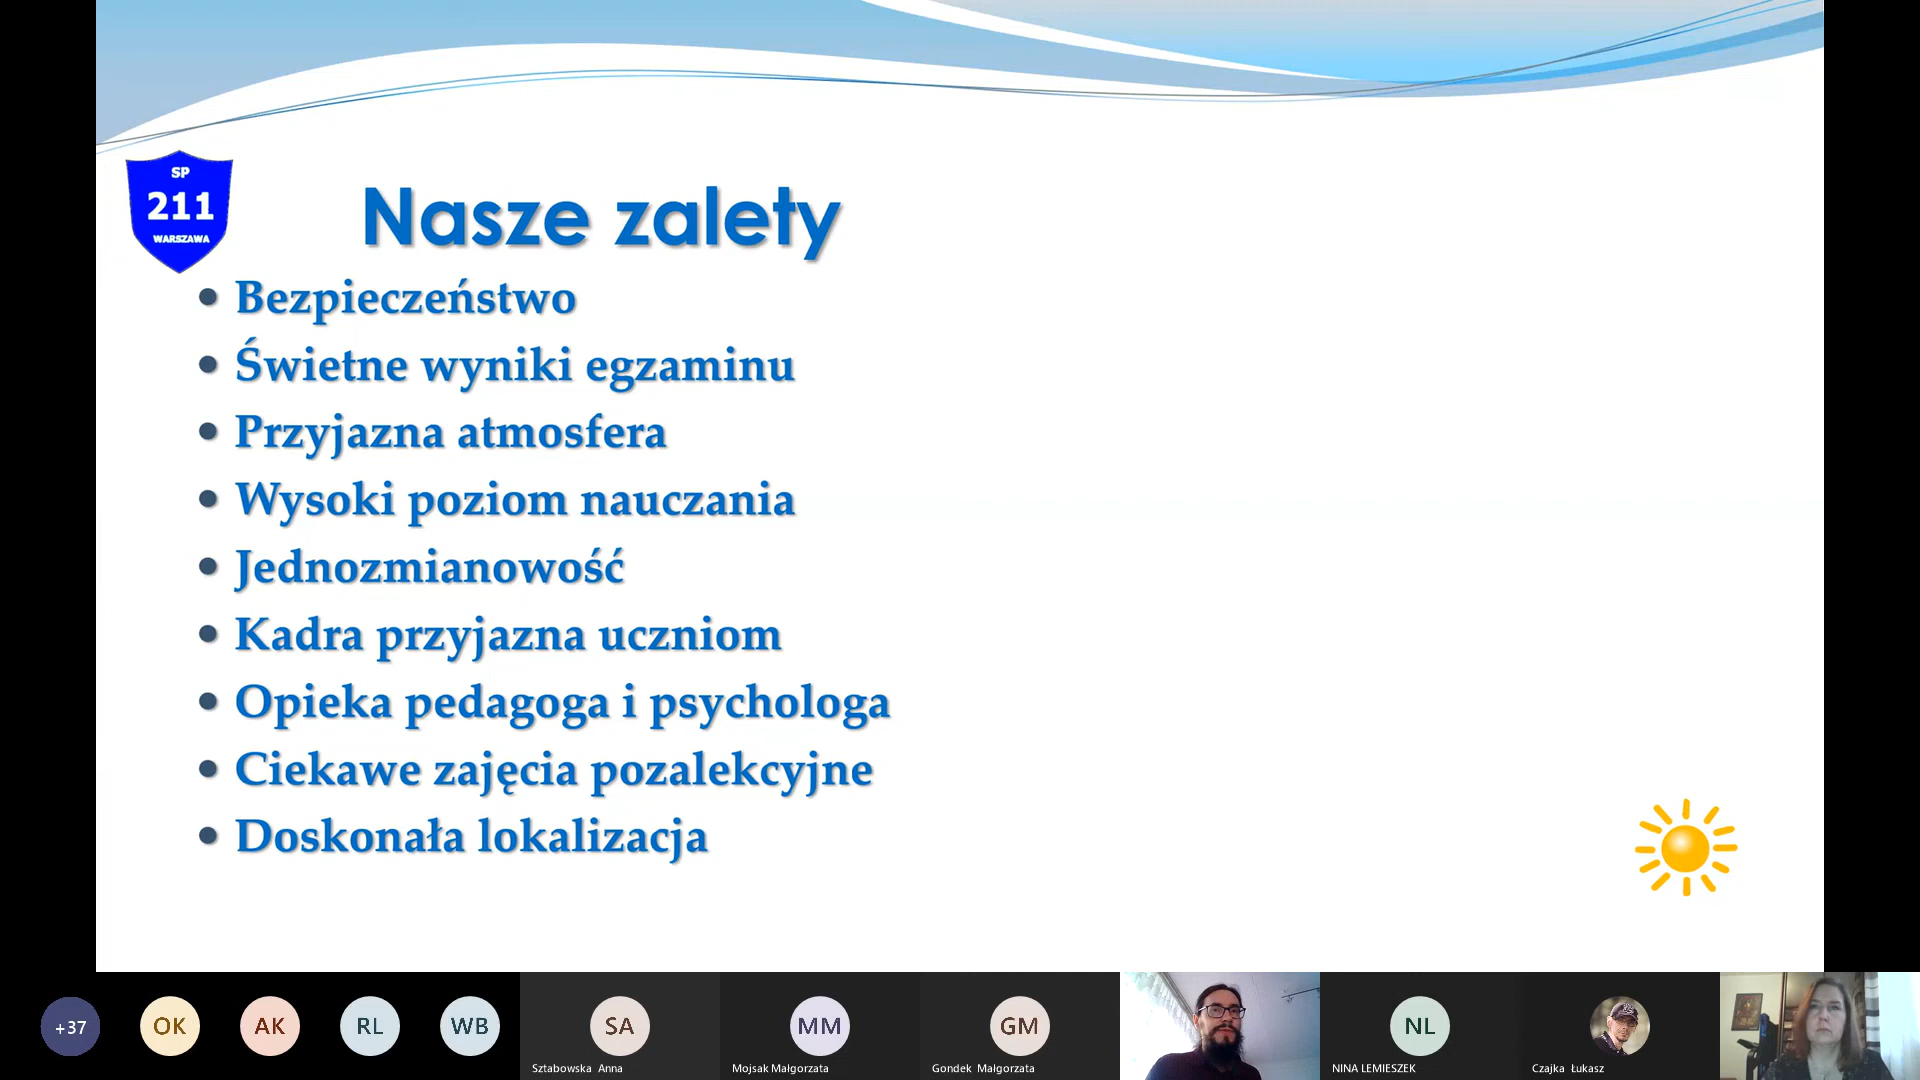 SP
211
WARSZAWA
Nasze zalety
• Bezpieczeństwo
• Świetne wyniki egzaminu
• Przyjazna atmosfera
• Wysoki poziom nauczania
• Jednozmianowość
• Kadra przyjazna uczniom
• Opieka pedagoga i psychologa
• Ciekawe zajęcia pozalekcyjne
• Doskonała lokalizacja
+37
OK
AK
RL
WB
SA
MM
GM
NL
Sztabowska Anna
Mojsak Małgorzata
Gondek Małgorzata
NINA LEMIESZEK
Czajka Łukasz